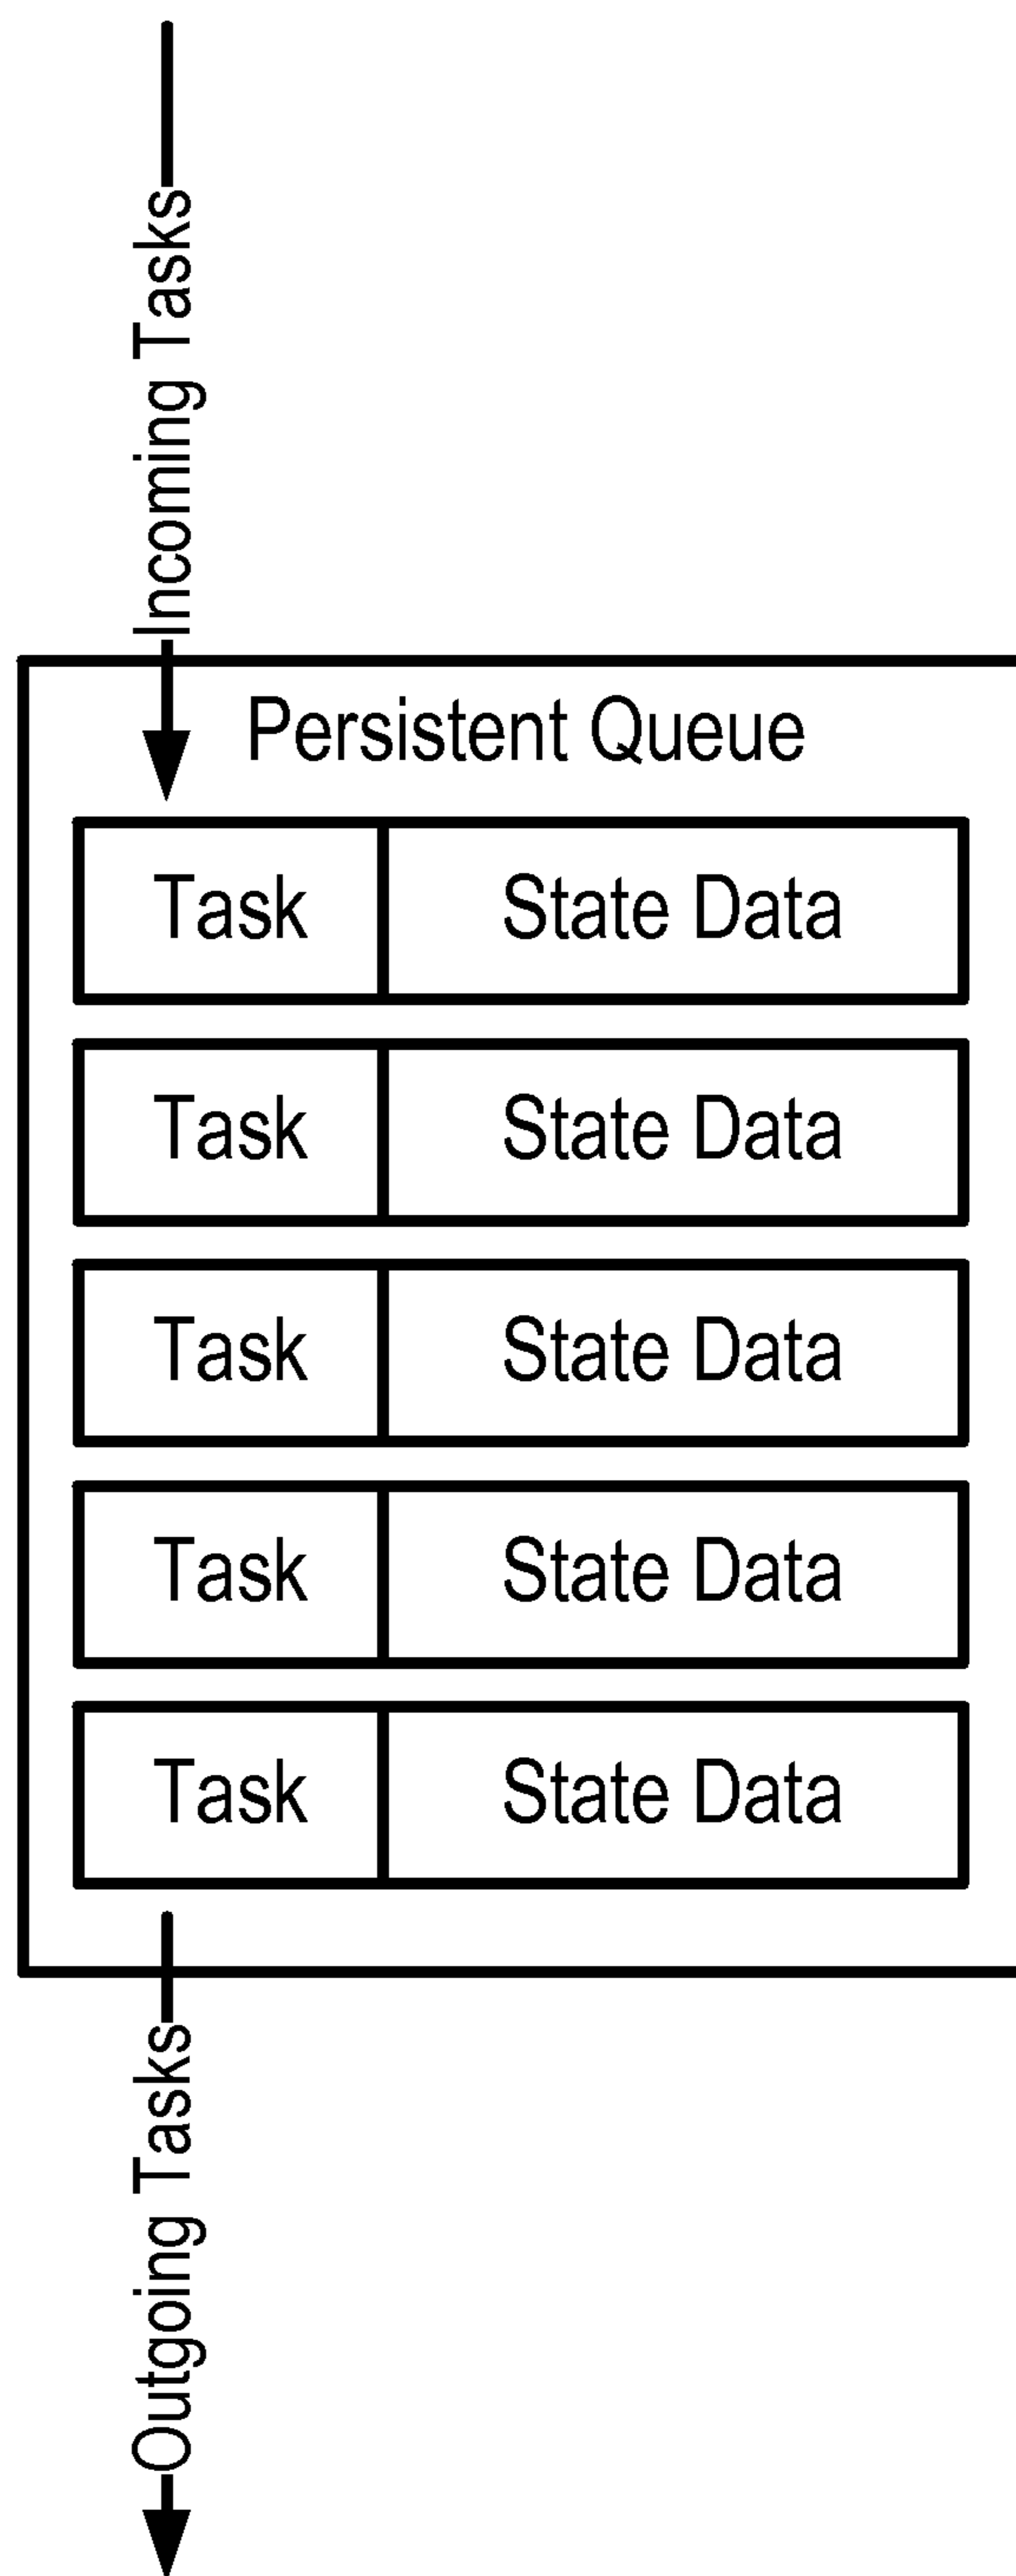 Incoming Tasks
Persistent Queue
Task State Data
Task State Data
Task State Data
Task State Data
Task State Data
Outgoing Tasks